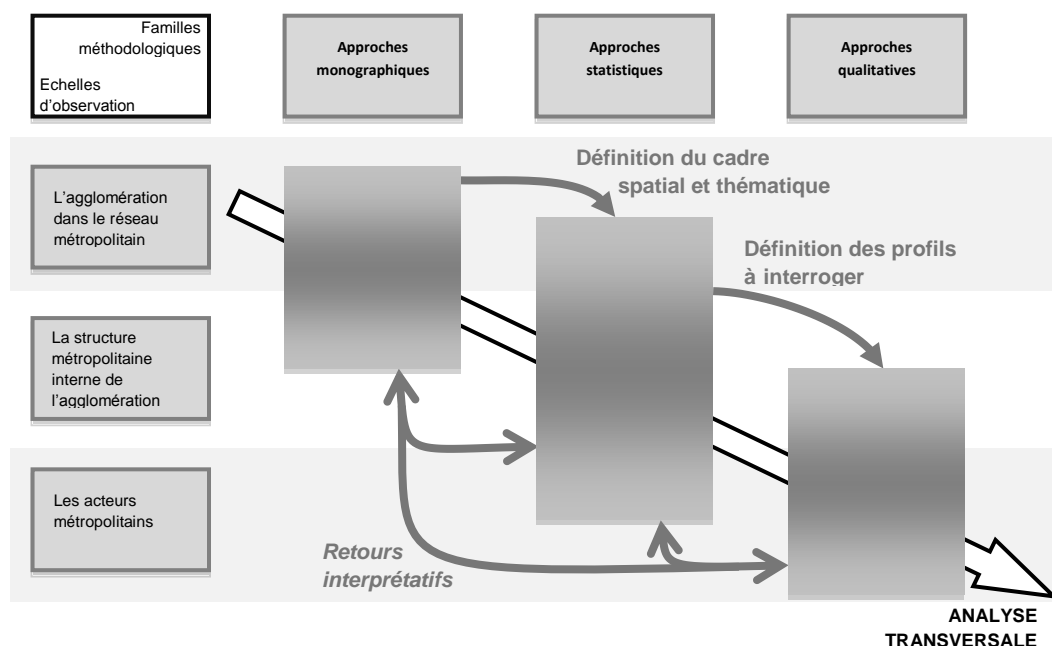 Familles
méthodologiques
Echelles
d'observation
Approches
monographiques
Approches
statistiques
Approches
qualitatives
L'agglomération
dans le réseau
métropolitain
Définition du cadre
spatial et thématique
Définition des profils
à interroger
La structure
métropolitaine
interne de
l'agglomération
Les acteurs
métropolitains
Retours
interprétatifs
ANALYSE
TRANSVERSALE